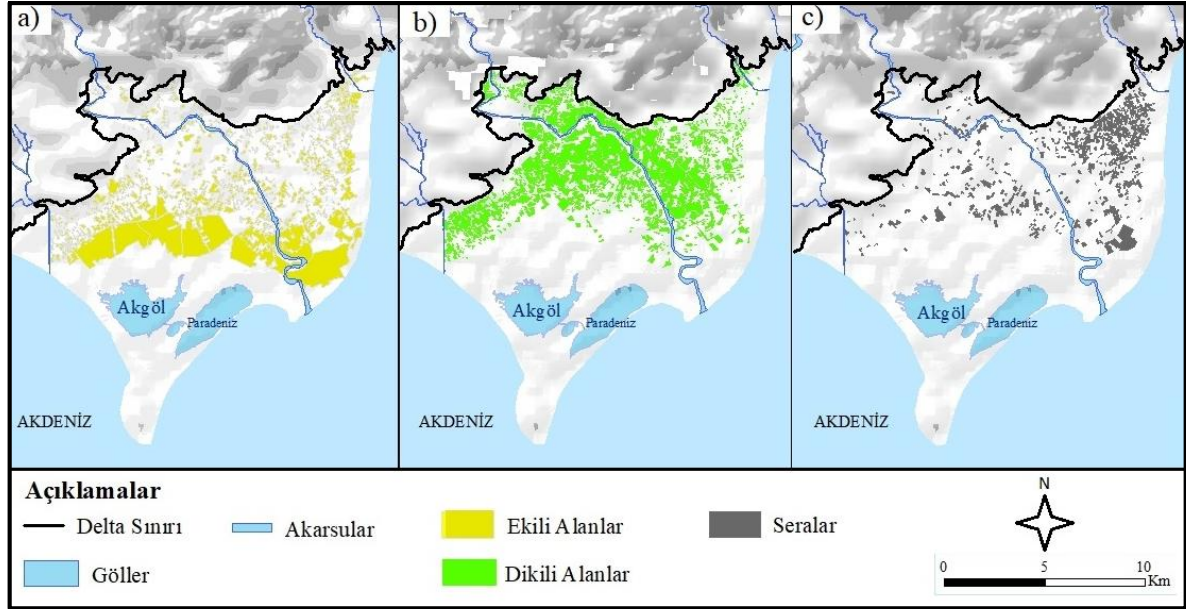 a)
b)
c)
Akgöl
Paradeniz
AKDENİZ
Akgöl
Paradeniz
AKDENİZ
Akgöl
Paradeniz
AKDENİZ
Açıklamalar
Delta Sınırı
Akarsular
Ekili Alanlar
Seralar
Göller
Dikili Alanlar
N
0 5 10
Km